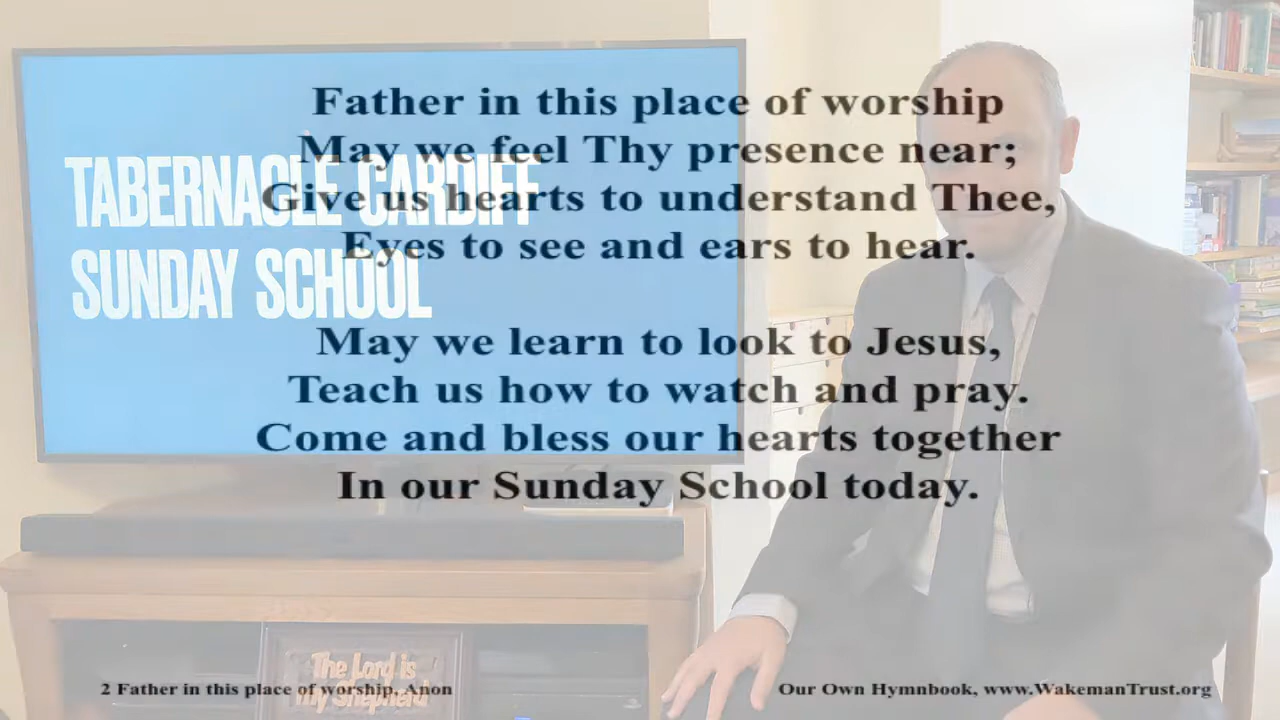 TABERNACLE CARDIFF
SUNDAY SCHOOL
Father in this place of worship
May we feel Thy presence near;
Give us hearts to understand Thee,
Eyes to see and ears to hear.
May we learn to look to Jesus,
Teach us how to watch and pray.
Come and bless our hearts together
In our Sunday School today.
The Lord is
my Shepherd
2 Father in this place of worship, Anon
Our Own Hymnbook, www.WakemanTrust.org